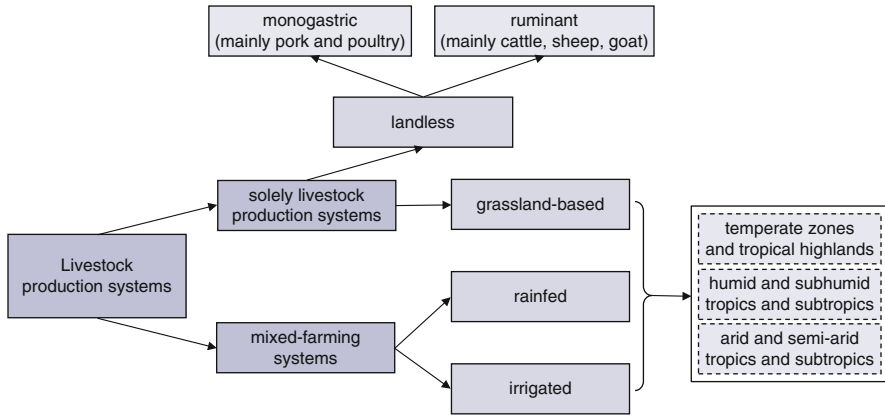 monogastric
(mainly pork and poultry)
ruminant
(mainly cattle, sheep, goat)
landless
solely livestock
production systems
grassland-based
temperate zones
and tropical highlands
Livestock
production systems
rainfed
humid and subhumid
tropics and subtropics
mixed-farming
systems
irrigated
arid and semi-arid
tropics and subtropics